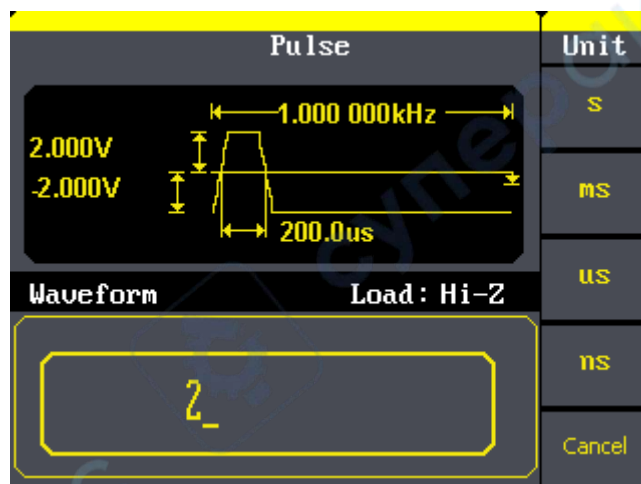 Pulse
Unit
1.000 000kHz
s
2.000V
-2.000V
ms
200.0us
us
Waveform
Load: Hi-Z
ns
2_
Cancel
супер